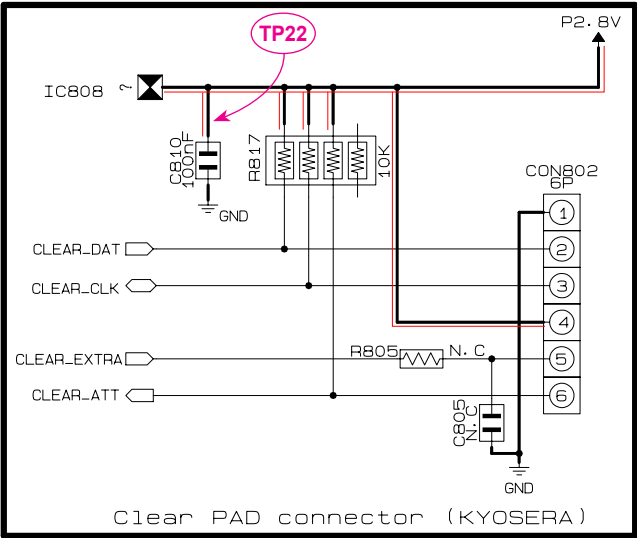 P2.8V
TP22
IC808 ?
C810
100nF
R817
10K
GND
CON802
6P
1
CLEAR_DAT
2
CLEAR_CLK
3
4
CLEAR_EXTRA
R805
N.C
5
CLEAR_ATT
6
C805
N.C
GND
Clear PAD connector (KYOSERA)